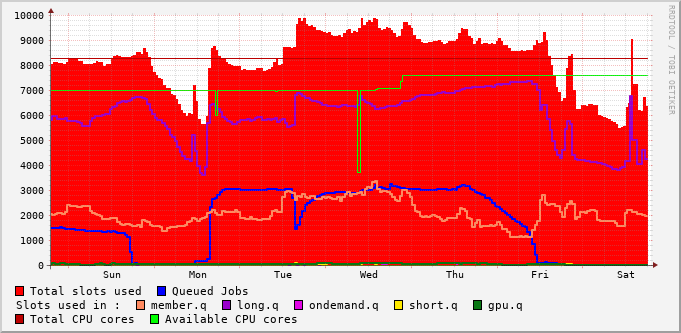 10000
9000
8000
7000
6000
5000
4000
3000
2000
1000
0
Sun Mon Tue Wed Thu Fri Sat
RRDTOOL / TOBI OETIKER
Total slots used Queued Jobs
Slots used in : member.q long.q ondemand.q short.q gpu.q
Total CPU cores Available CPU cores